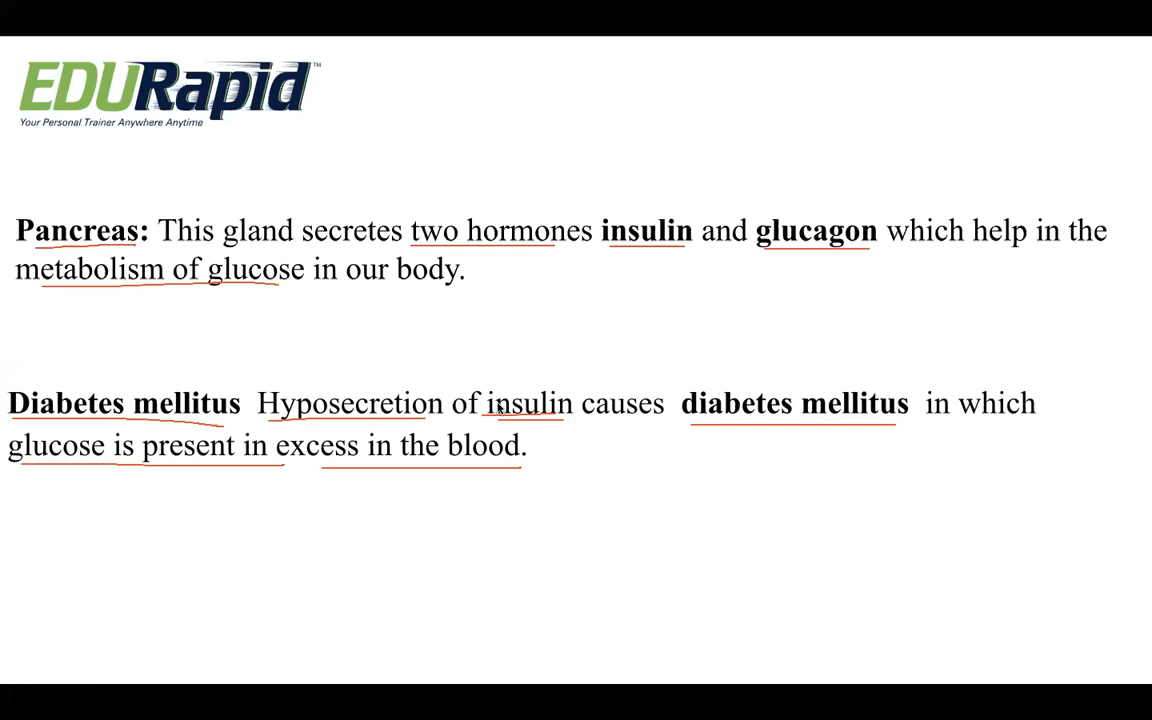 EDURapid™
Your Personal Trainer Anywhere Anytime
Pancreas: This gland secretes two hormones insulin and glucagon which help in the
metabolism of glucose in our body.
Diabetes mellitus Hyposecretion of insulin causes diabetes mellitus in which
glucose is present in excess in the blood.